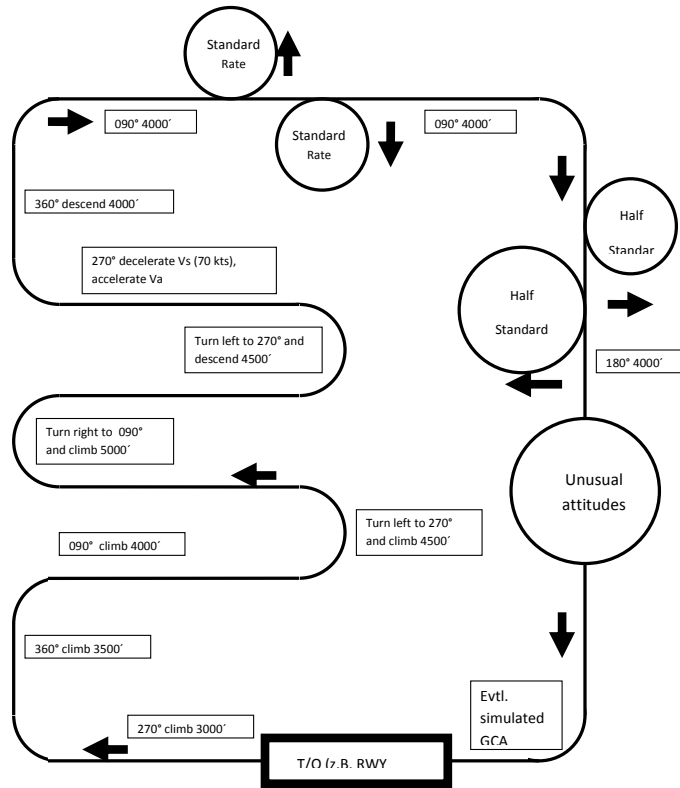 Standard
Rate
090° 4000´
Standard
Rate
090° 4000´
360° descend 4000´
Half
Standar
270° decelerate Vs (70 kts),
accelerate Va
Half
Standard
Turn left to 270° and
descend 4500´
180° 4000´
Turn right to 090°
and climb 5000´
Unusual
attitudes
Turn left to 270°
and climb 4500´
090° climb 4000´
360° climb 3500´
Evtl.
simulated
GCA
270° climb 3000´
T/O (z.B. RWY